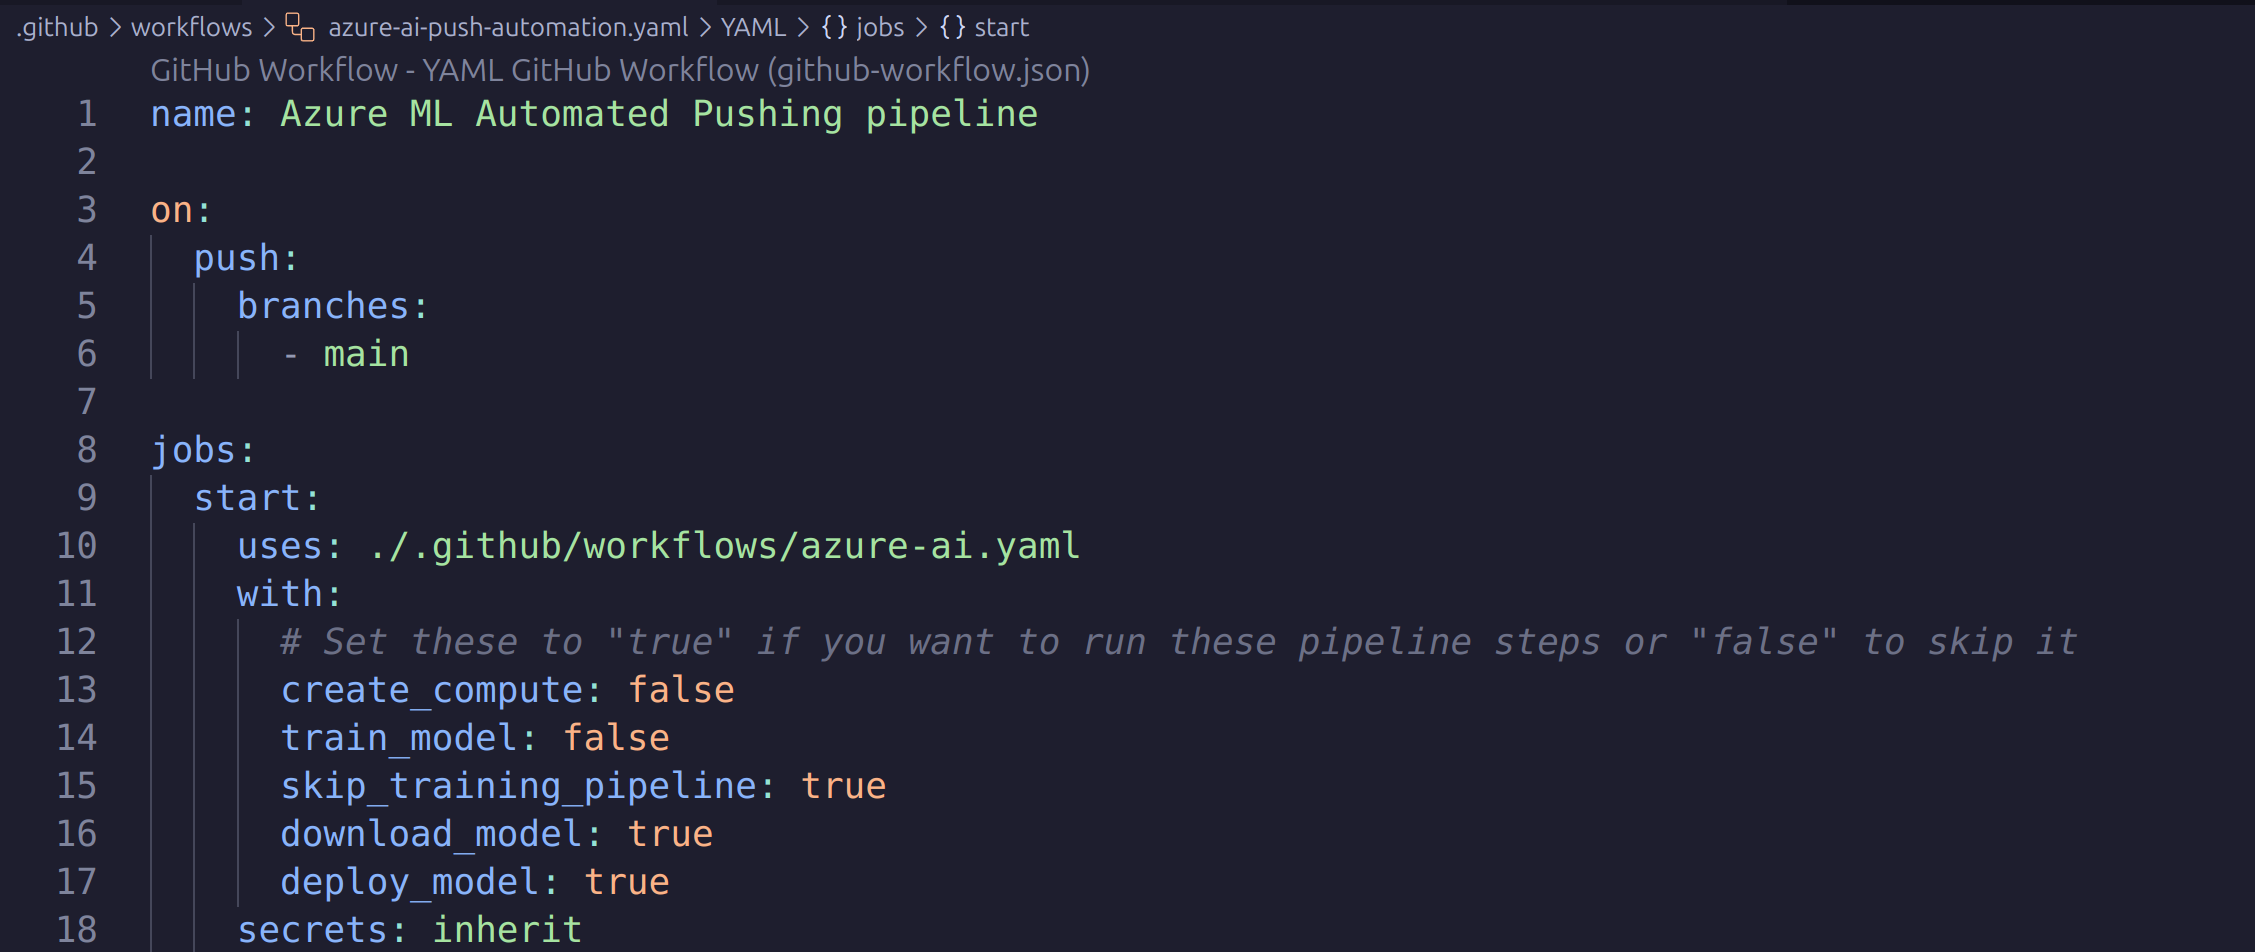 .github > workflows > azure-ai-push-automation.yaml > YAML > {} jobs > {} start
GitHub Workflow - YAML GitHub Workflow (github-workflow.json)
1 name: Azure ML Automated Pushing pipeline
2
3 on:
4   push:
5     branches:
6       - main
7
8 jobs:
9   start:
10     uses: ./.github/workflows/azure-ai.yaml
11     with:
12       # Set these to "true" if you want to run these pipeline steps or "false" to skip it
13       create_compute: false
14       train_model: false
15       skip_training_pipeline: true
16       download_model: true
17       deploy_model: true
18     secrets: inherit